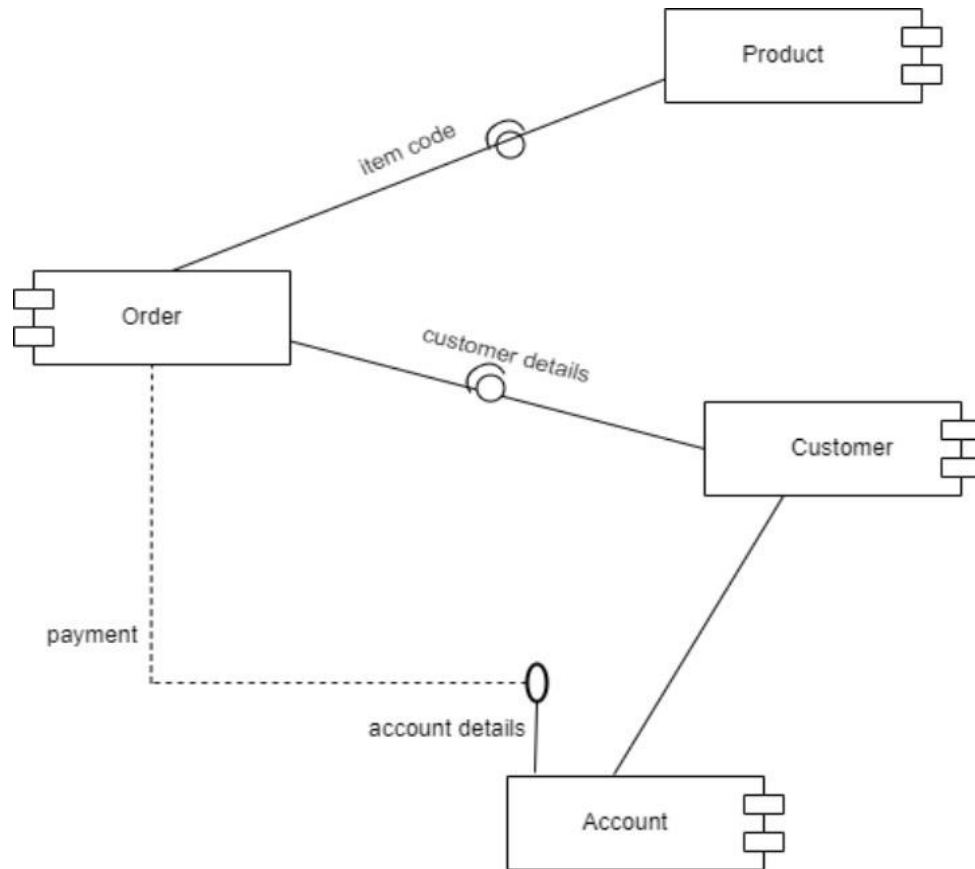 Product
item code
Order
customer details
Customer
payment
account details
Account